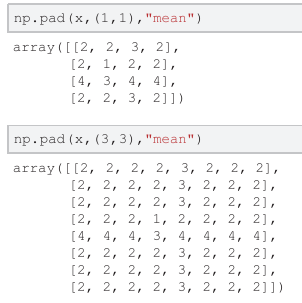 np.pad(x,(1,1),"mean")
array([[2, 2, 3, 2],
[2, 1, 2, 2],
[4, 3, 4, 4],
[2, 2, 3, 2]])
np.pad(x,(3,3),"mean")
array([[2, 2, 2, 2, 3, 2, 2, 2],
[2, 2, 2, 2, 3, 2, 2, 2],
[2, 2, 2, 2, 3, 2, 2, 2],
[2, 2, 2, 1, 2, 2, 2, 2],
[4, 4, 4, 3, 4, 4, 4, 4],
[2, 2, 2, 2, 3, 2, 2, 2],
[2, 2, 2, 2, 3, 2, 2, 2],
[2, 2, 2, 2, 3, 2, 2, 2]])